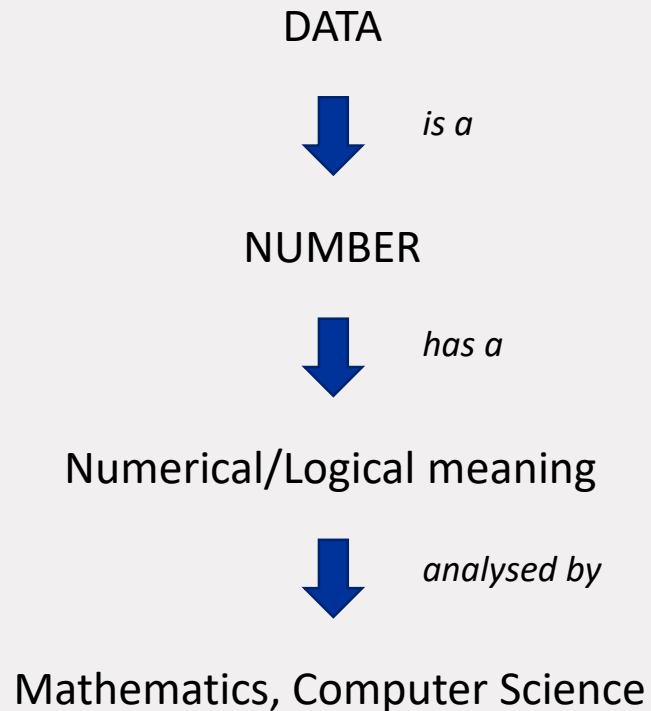 DATA
is a
NUMBER
has a
Numerical/Logical meaning
analysed by
Mathematics, Computer Science